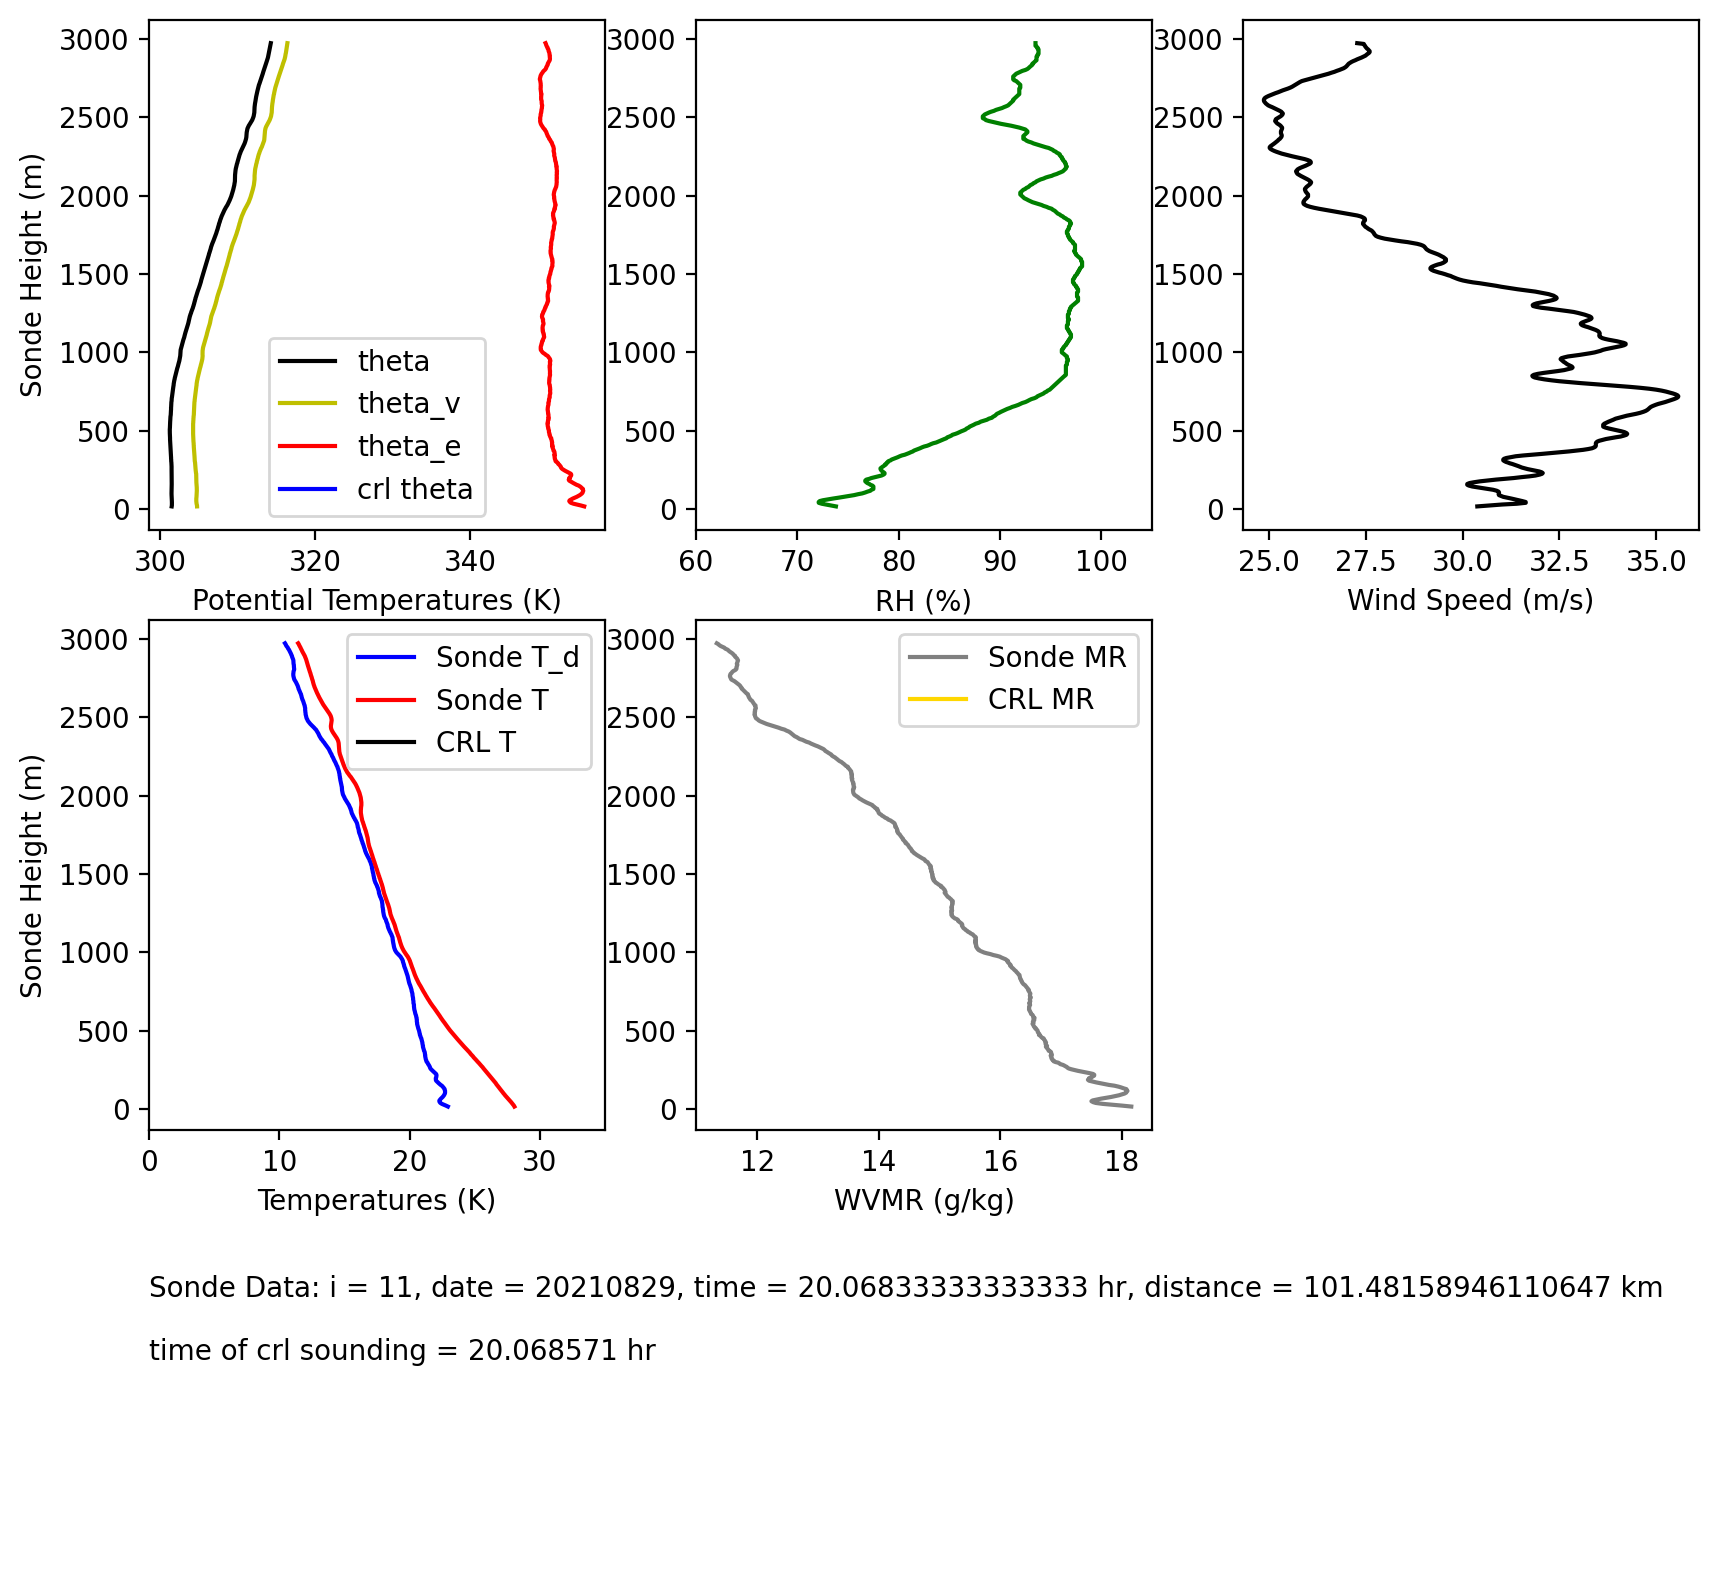 3000
2500
2000
1500
1000
500
0
Sonde Height (m)
300 320 340
Potential Temperatures (K)
theta
theta_v
theta_e
crl theta
3000
2500
2000
1500
1000
500
0
60 70 80 90 100
RH (%)
3000
2500
2000
1500
1000
500
0
25.0 27.5 30.0 32.5 35.0
Wind Speed (m/s)
3000
2500
2000
1500
1000
500
0
Sonde Height (m)
0 10 20 30
Temperatures (K)
Sonde T_d
Sonde T
CRL T
3000
2500
2000
1500
1000
500
0
12 14 16 18
WVMR (g/kg)
Sonde MR
CRL MR
Sonde Data: i = 11, date = 20210829, time = 20.06833333333333 hr, distance = 101.48158946110647 km
time of crl sounding = 20.068571 hr